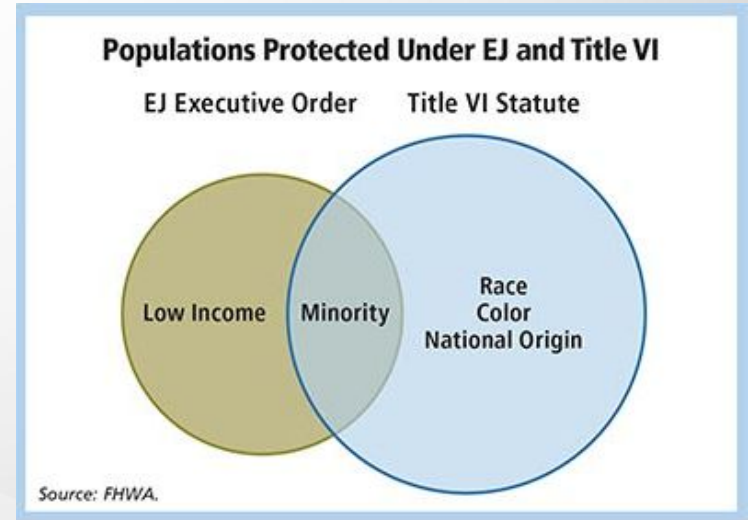 Populations Protected Under EJ and Title VI
EJ Executive Order
Title VI Statute
Low Income
Minority
Race
Color
National Origin
Source: FHWA.